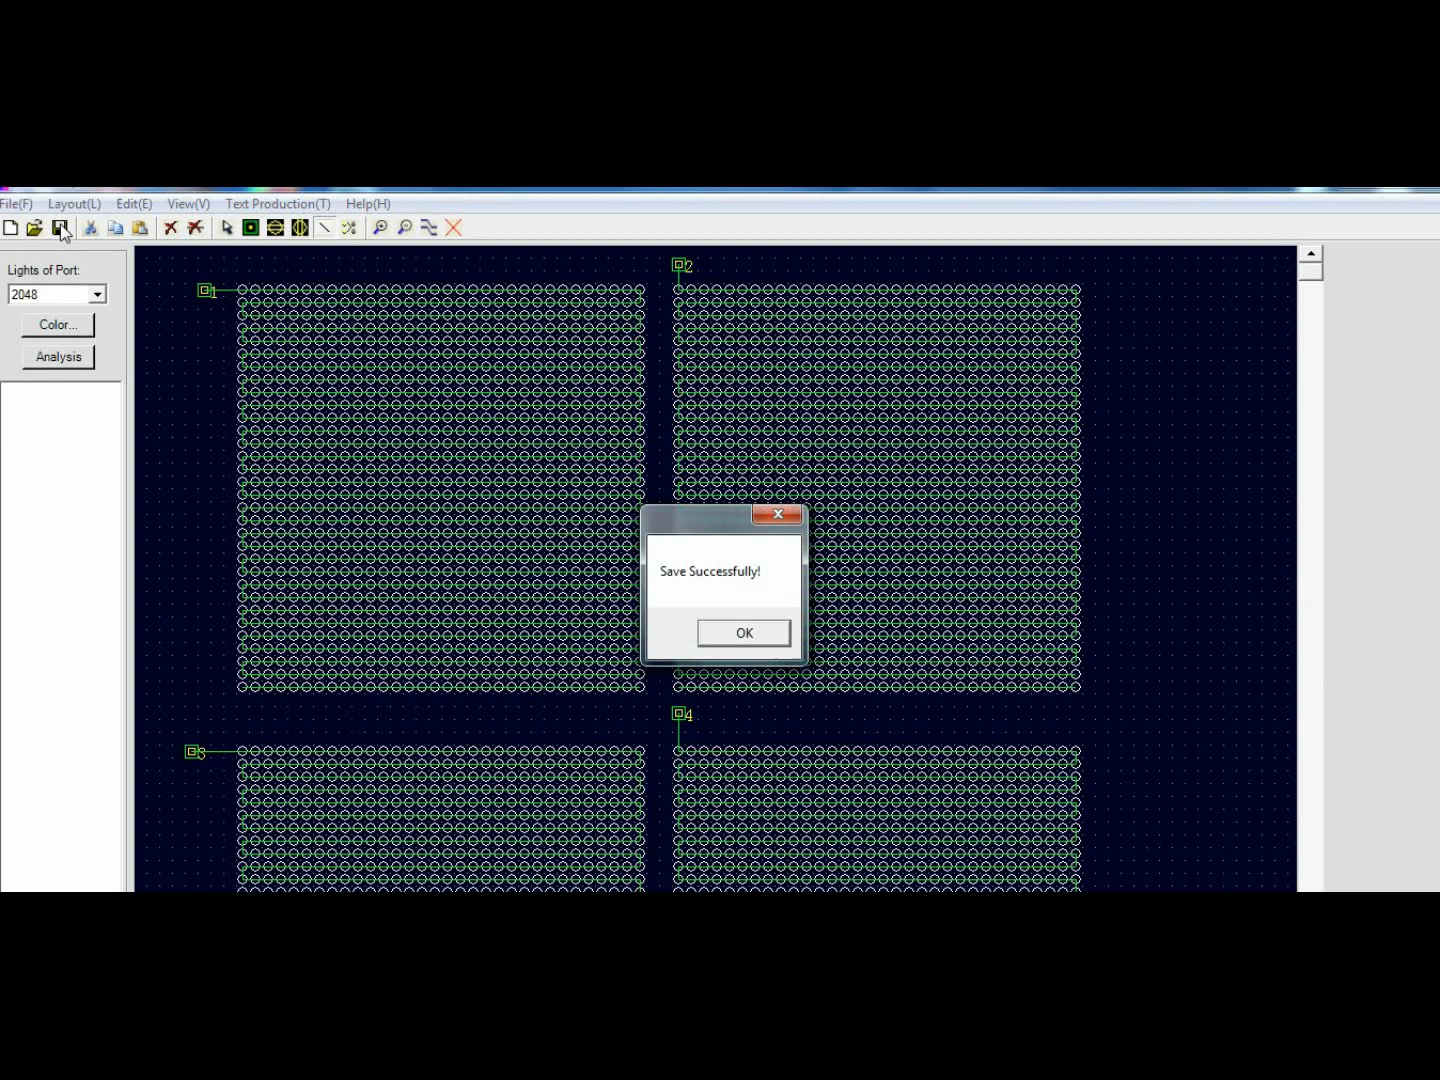 File(F) Layout(L) Edit(E) View(V) Text Production(T) Help(H)
Lights of Port:
2048
Color...
Analysis
1
2
Save Successfully!
OK
3
4